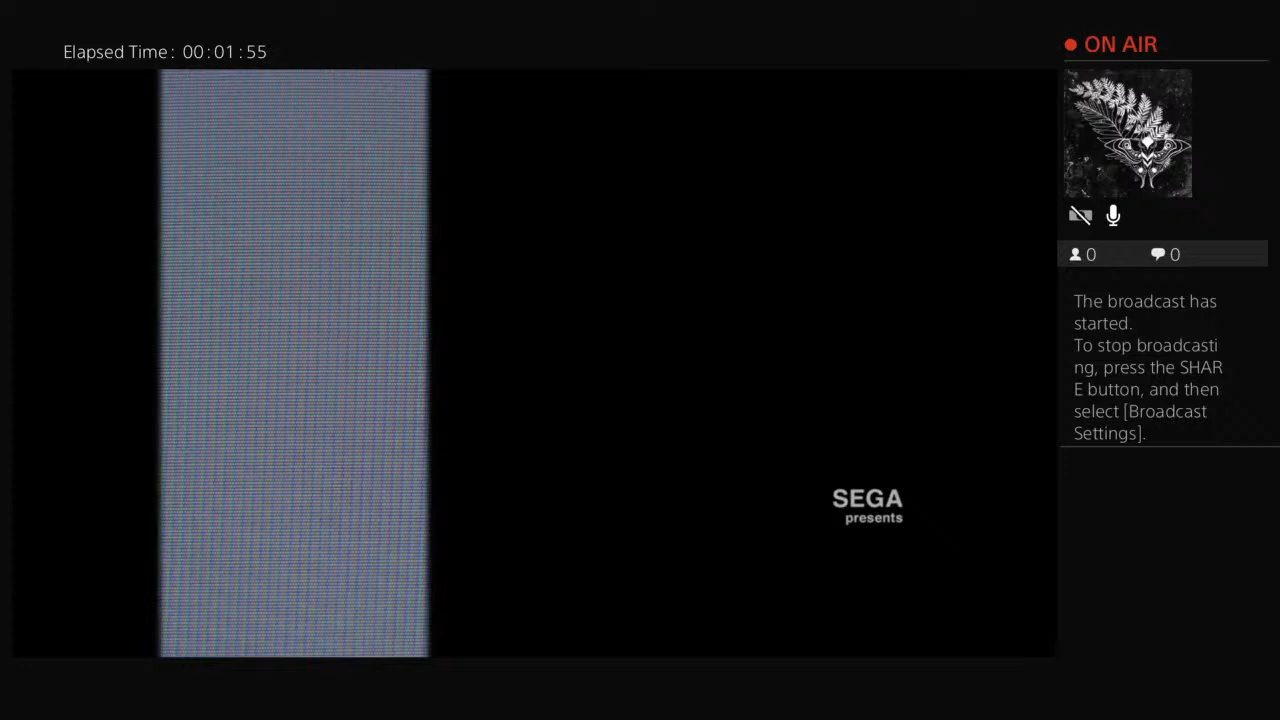 Elapsed Time: 00:01:55
ON AIR
0
0
The broadcast has
started.
To stop broadcasti
ng, press the SHAR
E button, and then
select [Broadcast
Settings].
SEGA
presents